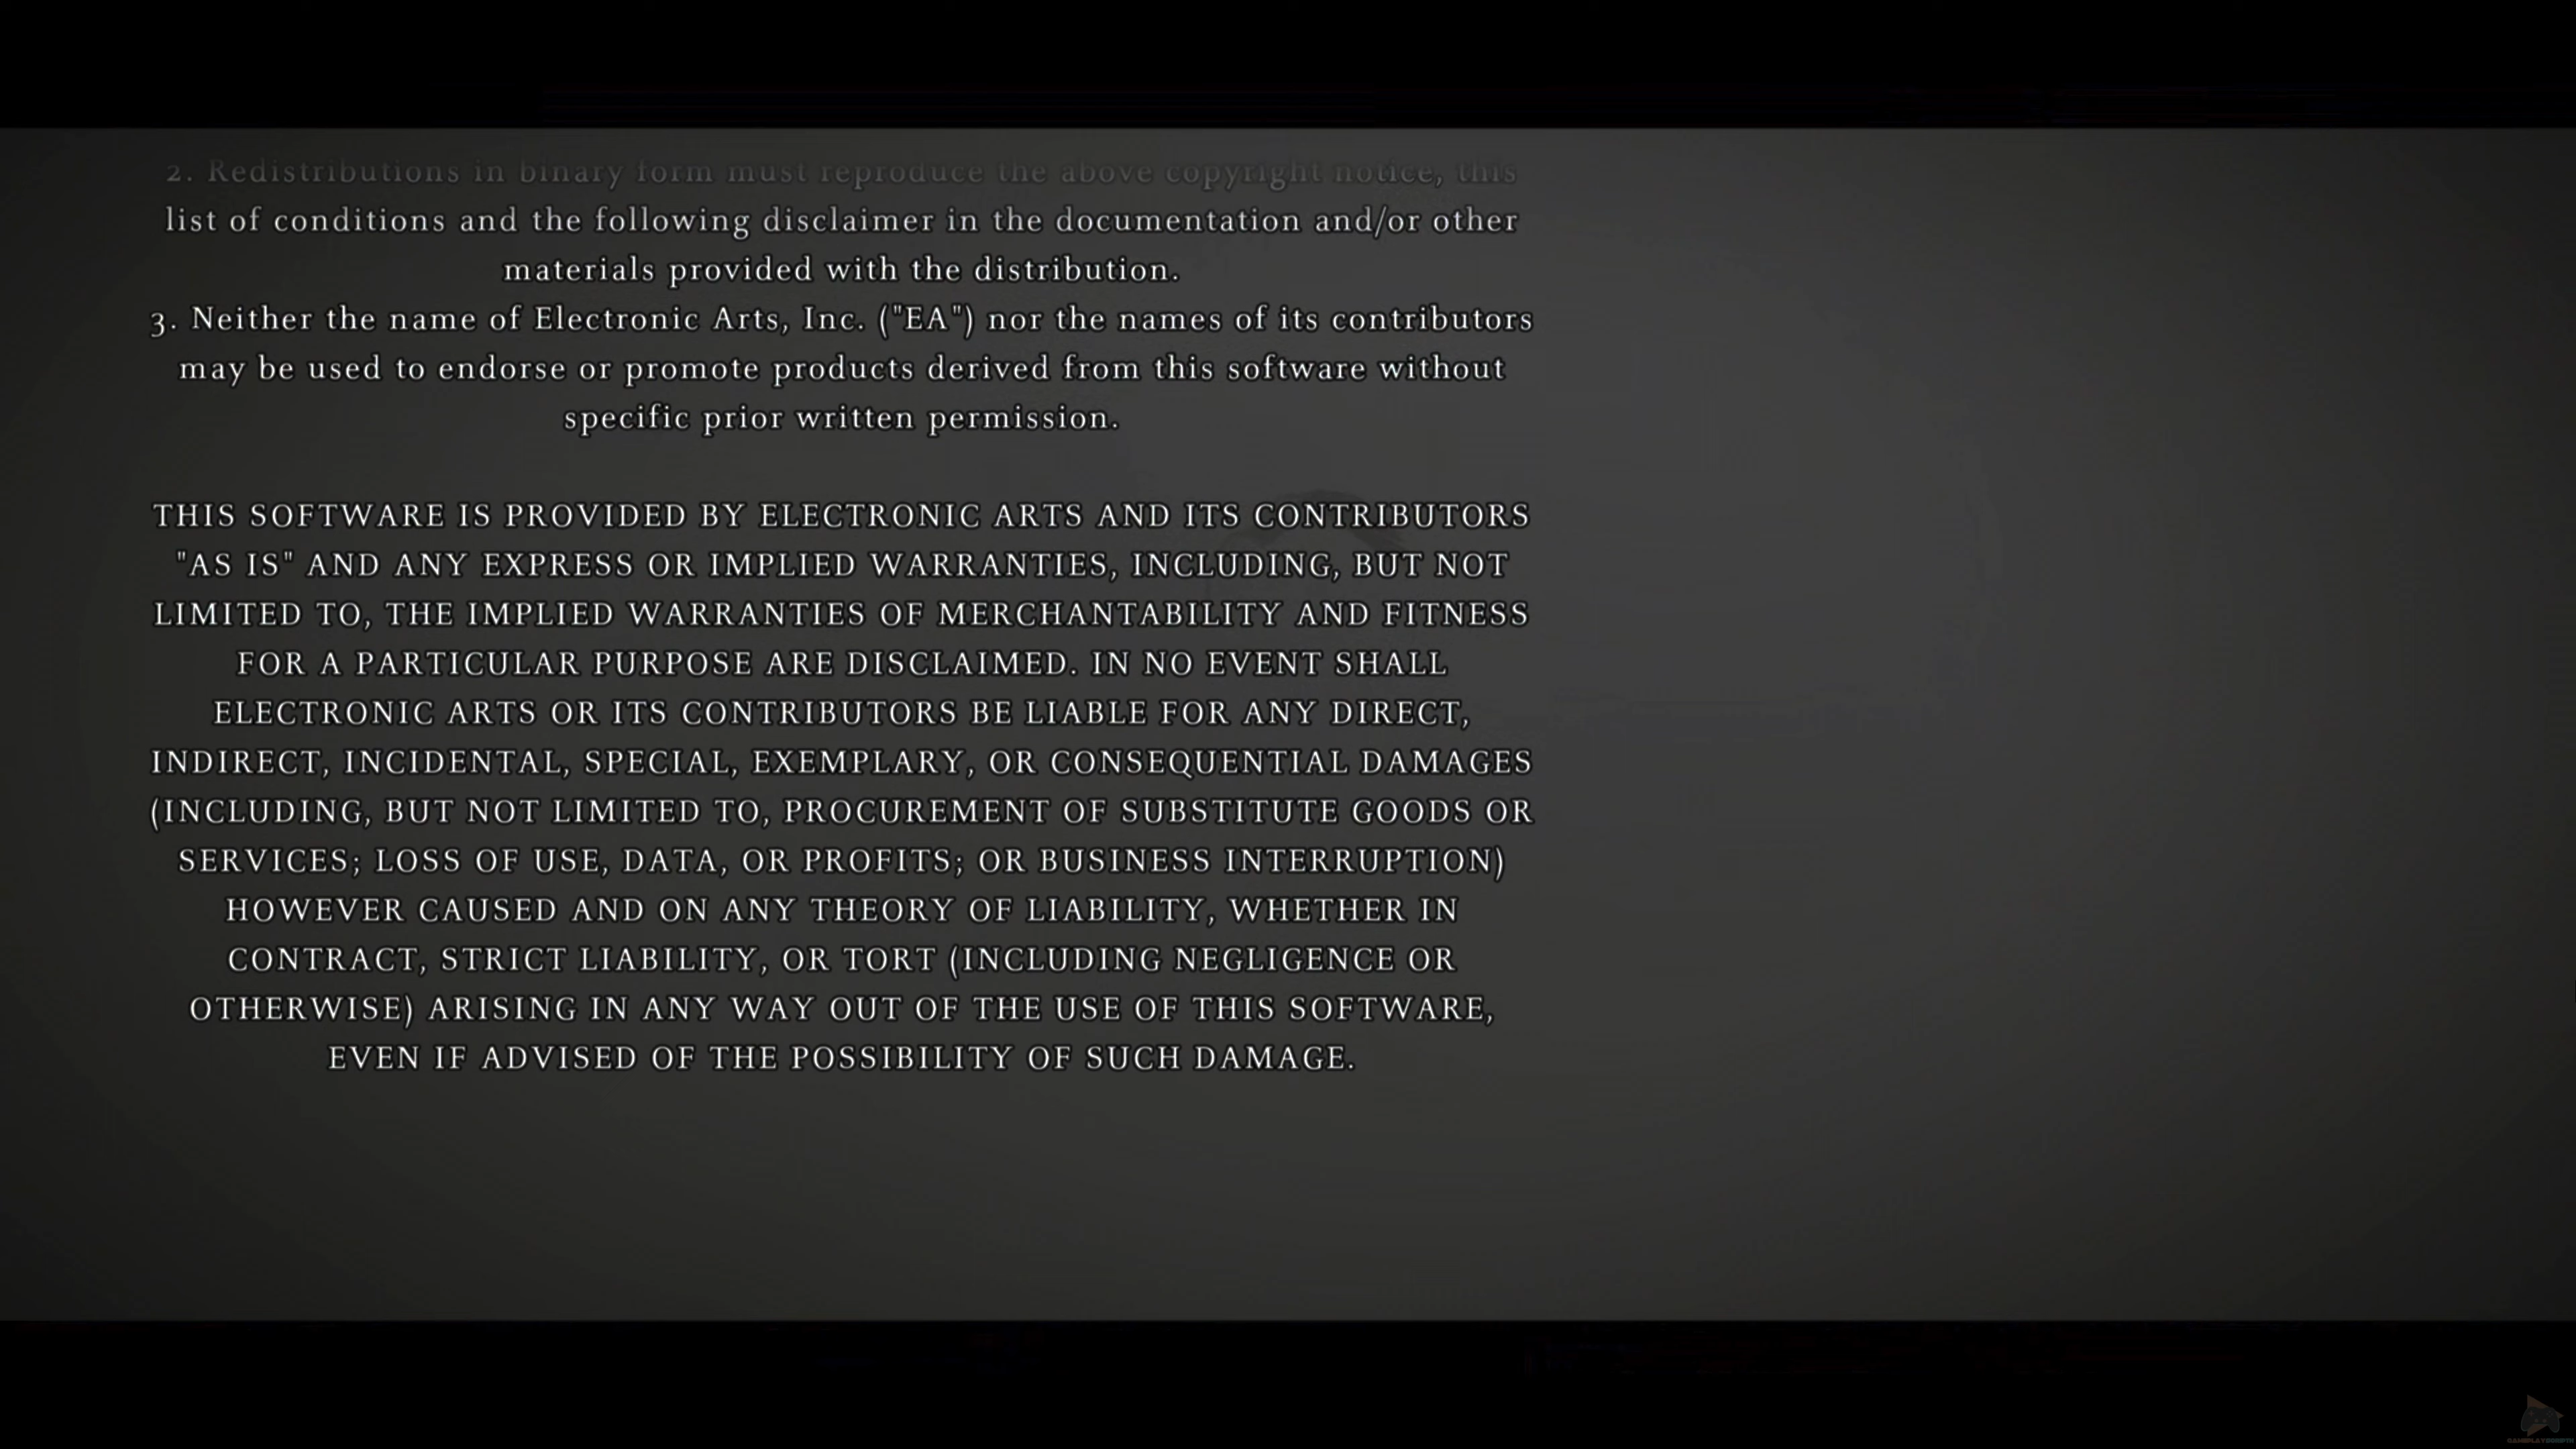 2. Redistributions in binary form must reproduce the above copyright notice, this
list of conditions and the following disclaimer in the documentation and/or other
materials provided with the distribution.
3. Neither the name of Electronic Arts, Inc. ("EA") nor the names of its contributors
may be used to endorse or promote products derived from this software without
specific prior written permission.
THIS SOFTWARE IS PROVIDED BY ELECTRONIC ARTS AND ITS CONTRIBUTORS
"AS IS" AND ANY EXPRESS OR IMPLIED WARRANTIES, INCLUDING, BUT NOT
LIMITED TO, THE IMPLIED WARRANTIES OF MERCHANTABILITY AND FITNESS
FOR A PARTICULAR PURPOSE ARE DISCLAIMED. IN NO EVENT SHALL
ELECTRONIC ARTS OR ITS CONTRIBUTORS BE LIABLE FOR ANY DIRECT,
INDIRECT, INCIDENTAL, SPECIAL, EXEMPLARY, OR CONSEQUENTIAL DAMAGES
(INCLUDING, BUT NOT LIMITED TO, PROCUREMENT OF SUBSTITUTE GOODS OR
SERVICES; LOSS OF USE, DATA, OR PROFITS; OR BUSINESS INTERRUPTION)
HOWEVER CAUSED AND ON ANY THEORY OF LIABILITY, WHETHER IN
CONTRACT, STRICT LIABILITY, OR TORT (INCLUDING NEGLIGENCE OR
OTHERWISE) ARISING IN ANY WAY OUT OF THE USE OF THIS SOFTWARE,
EVEN IF ADVISED OF THE POSSIBILITY OF SUCH DAMAGE.